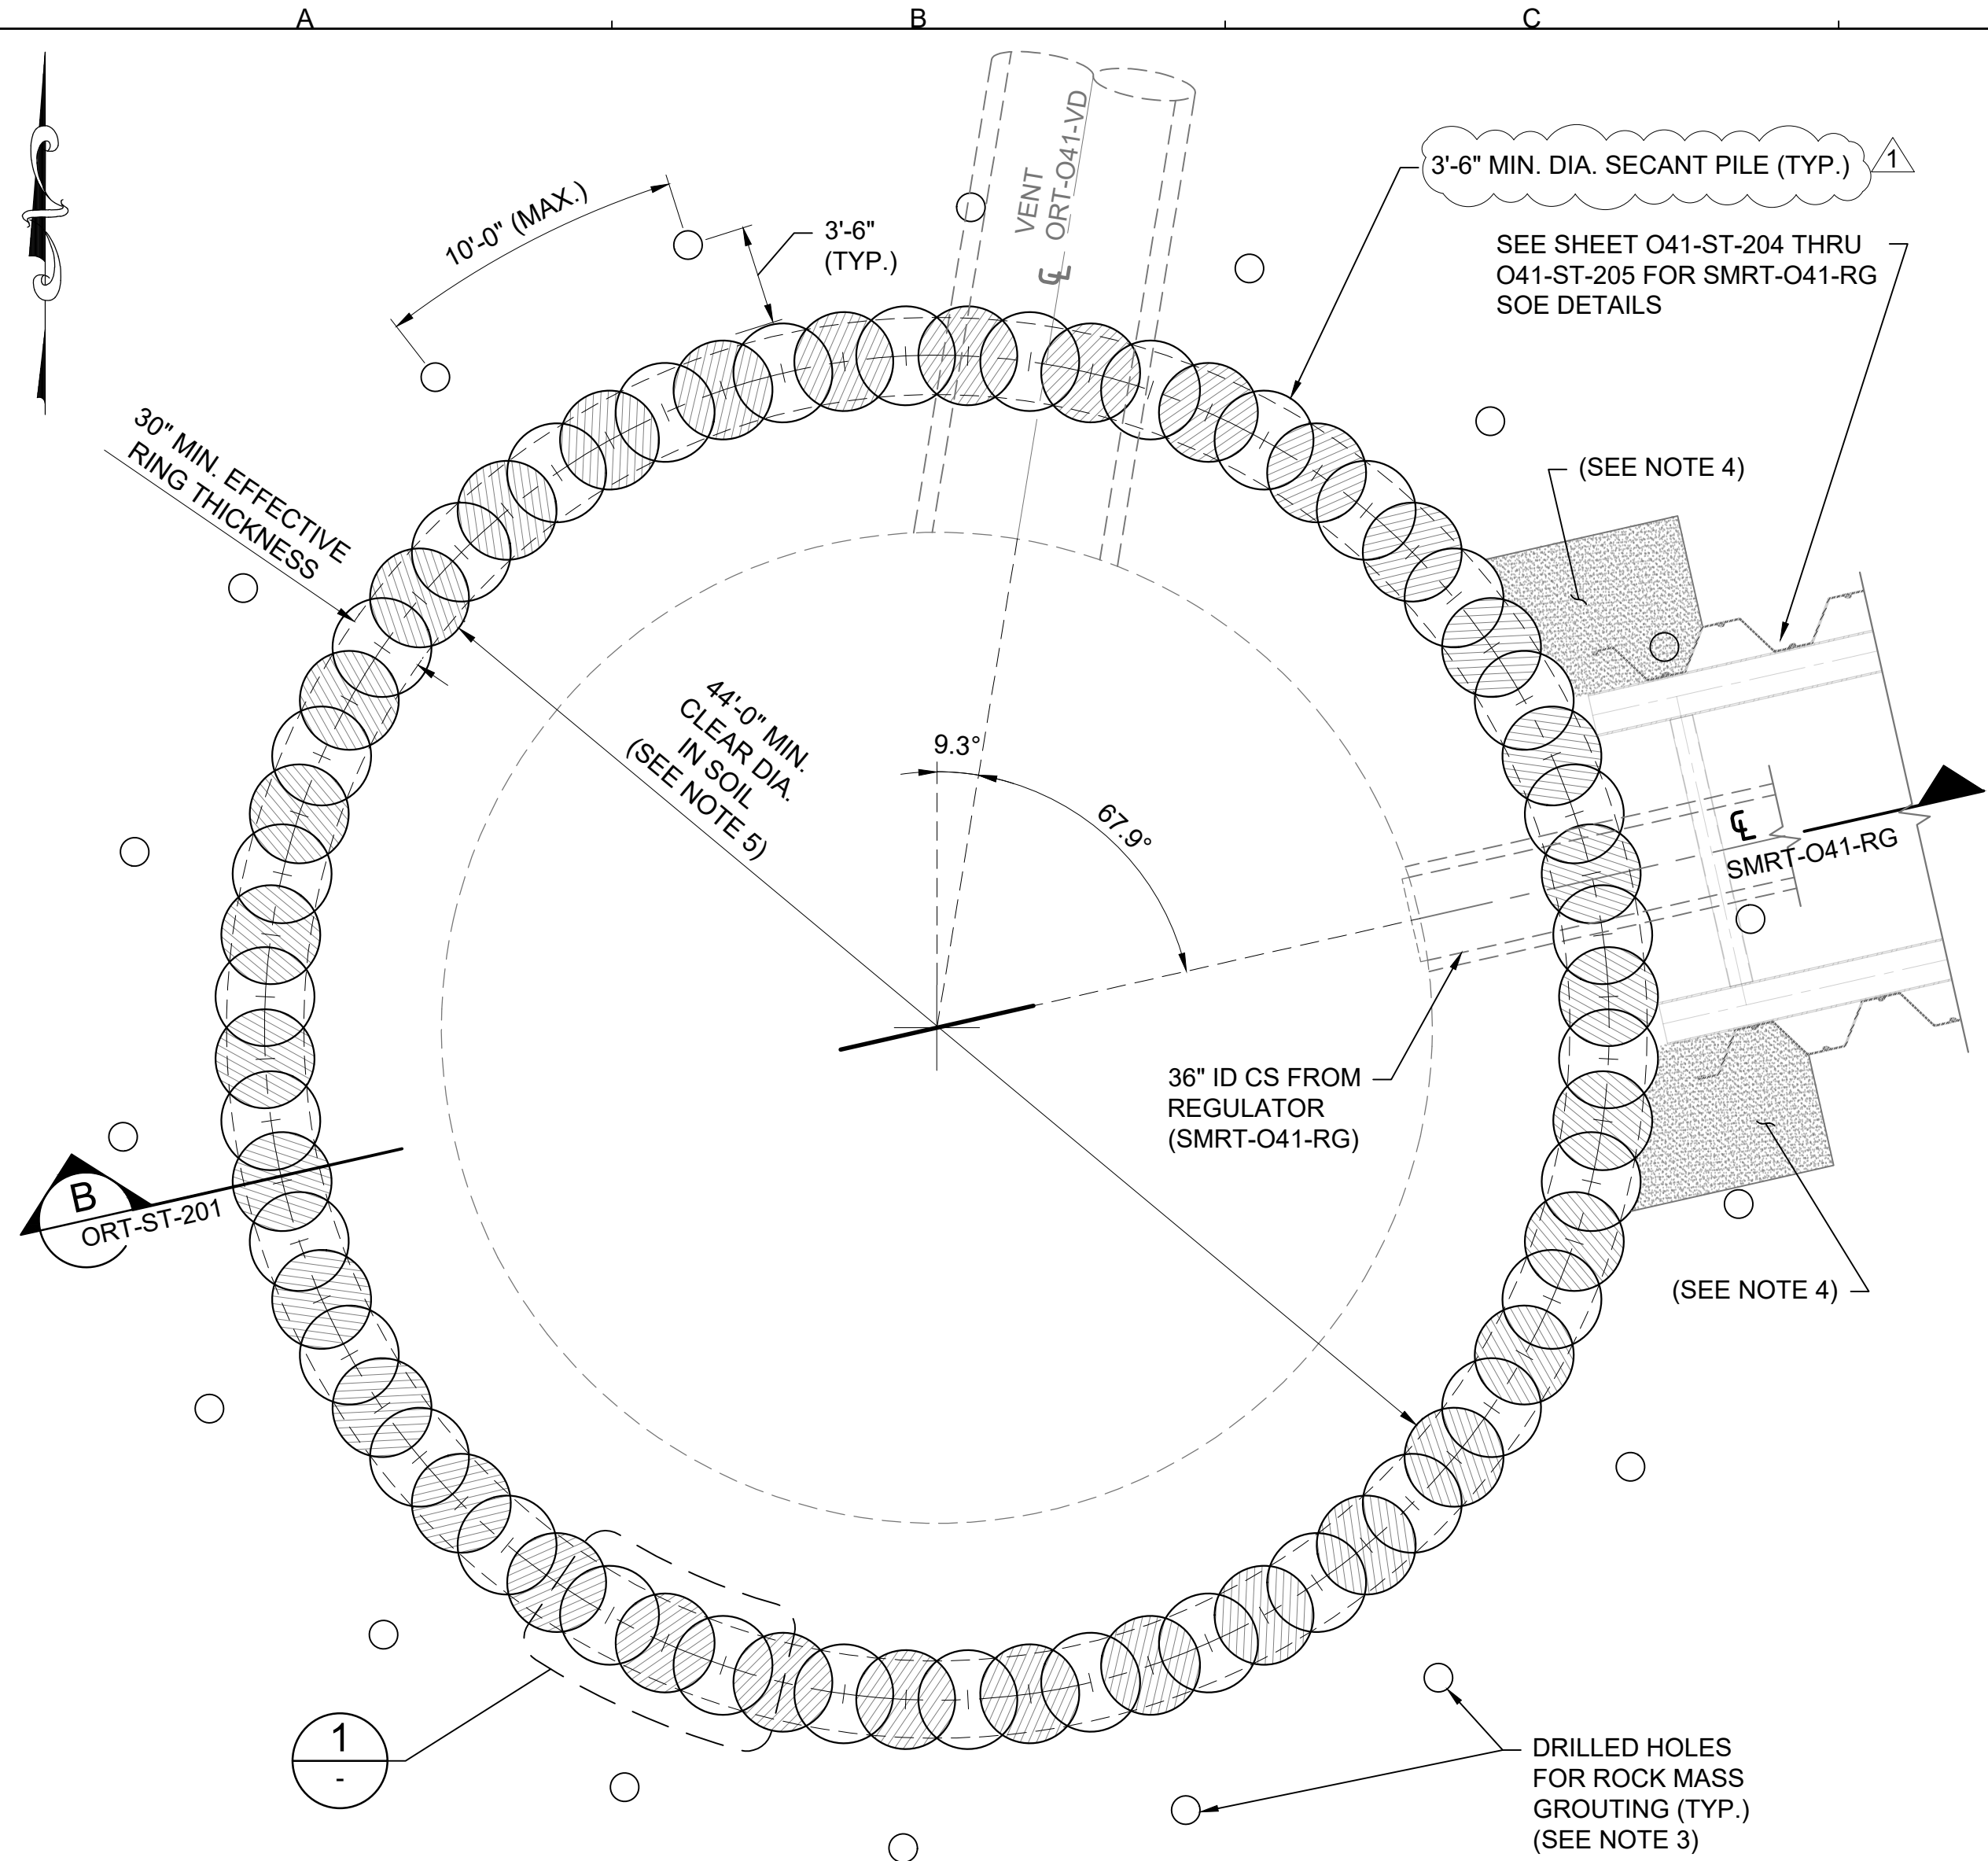 A
B
C
VENT
ORT-O41-VD
3'-6" MIN. DIA. SECANT PILE (TYP.)
1
10'-0" (MAX.)
3'-6"
(TYP.)
SEE SHEET O41-ST-204 THRU
O41-ST-205 FOR SMRT-O41-RG
SOE DETAILS
30" MIN. EFFECTIVE
RING THICKNESS
(SEE NOTE 4)
44'-0" MIN.
CLEAR DIA.
IN SOIL
(SEE NOTE 5)
9.3°
67.9°
SMRT-O41-RG
36" ID CS FROM
REGULATOR
(SMRT-O41-RG)
B
ORT-ST-201
(SEE NOTE 4)
1
-
DRILLED HOLES
FOR ROCK MASS
GROUTING (TYP.)
(SEE NOTE 3)